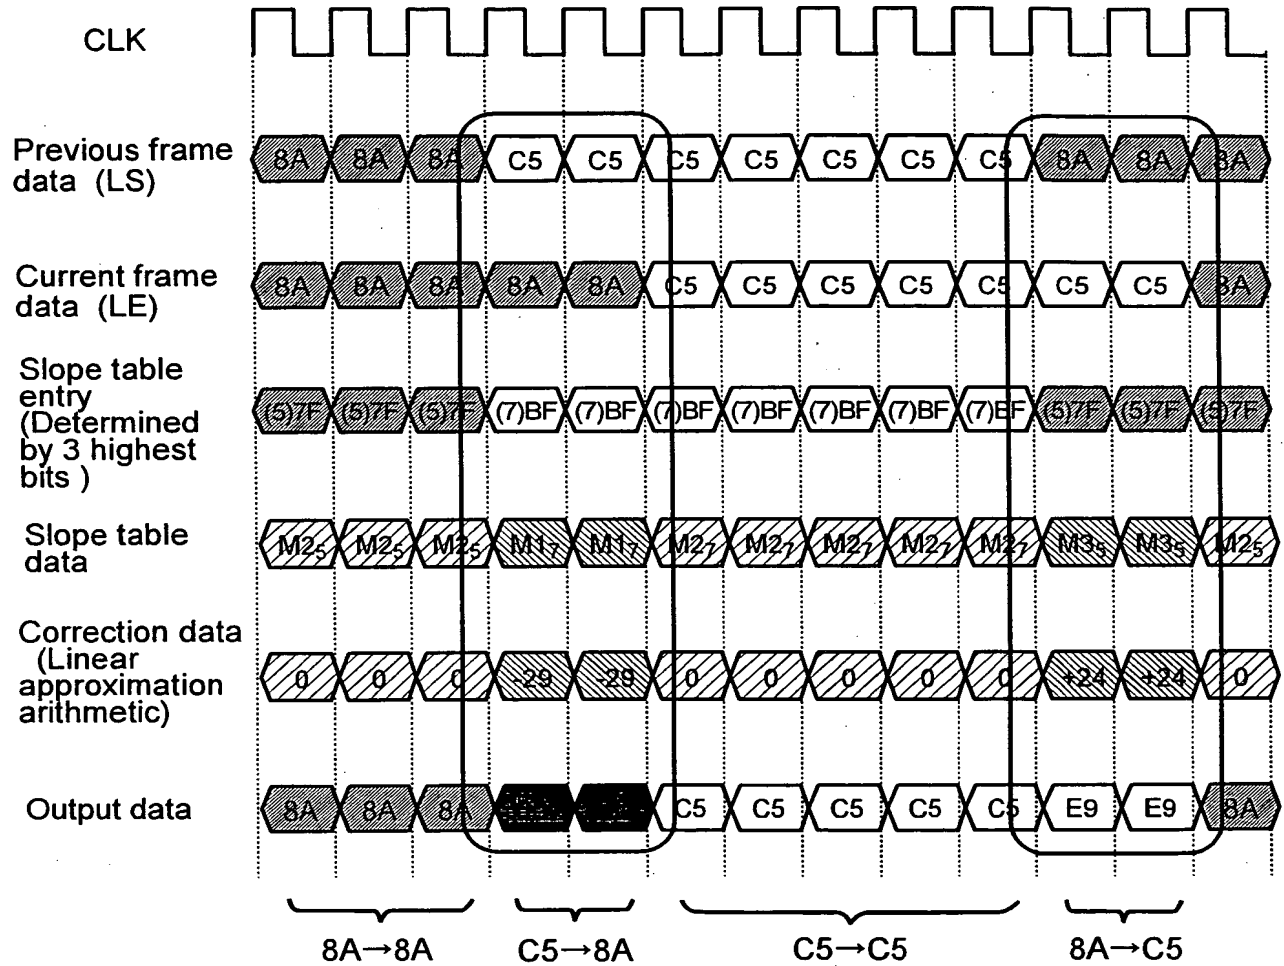 CLK
Previous frame data (LS)
8A 8A 8A C5 C5 C5 C5 C5 C5 C5 8A 8A 8A
Current frame data (LE)
8A 8A 8A 8A 8A C5 C5 C5 C5 C5 C5 C5 8A
Slope table entry (Determined by 3 highest bits )
(5)7F (5)7F (5)7F (7)BF (7)BF (7)BF (7)BF (7)BF (7)BF (7)BF (5)7F (5)7F (5)7F
Slope table data
M2₅ M2₅ M2₅ M1₇ M1₇ M2₇ M2₇ M2₇ M2₇ M2₇ M3₅ M3₅ M2₅
Correction data (Linear approximation arithmetic)
0 0 0 -29 -29 0 0 0 0 0 +24 +24 0
Output data
8A 8A 8A C5 C5 C5 C5 C5 E9 E9 8A
8A→8A C5→8A C5→C5 8A→C5